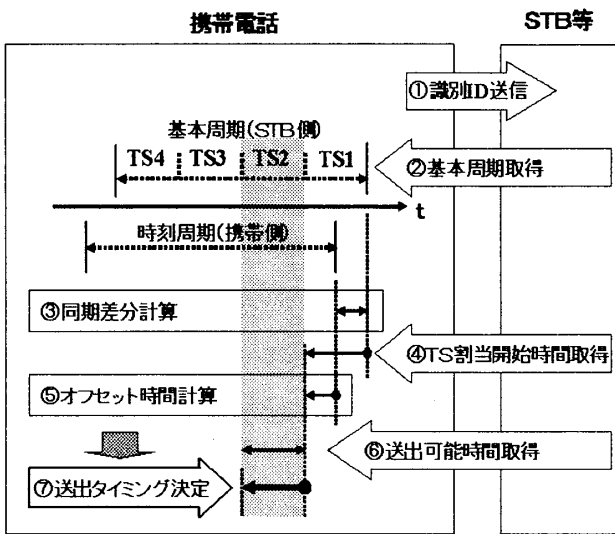 携帯電話
STB等
①識別ID送信
基本周期(STB側)
TS4 TS3 TS2 TS1
②基本周期取得
t
時刻周期(携帯側)
③同期差分計算
④TS割当開始時間取得
⑤オフセット時間計算
⑥送出可能時間取得
⑦送出タイミング決定